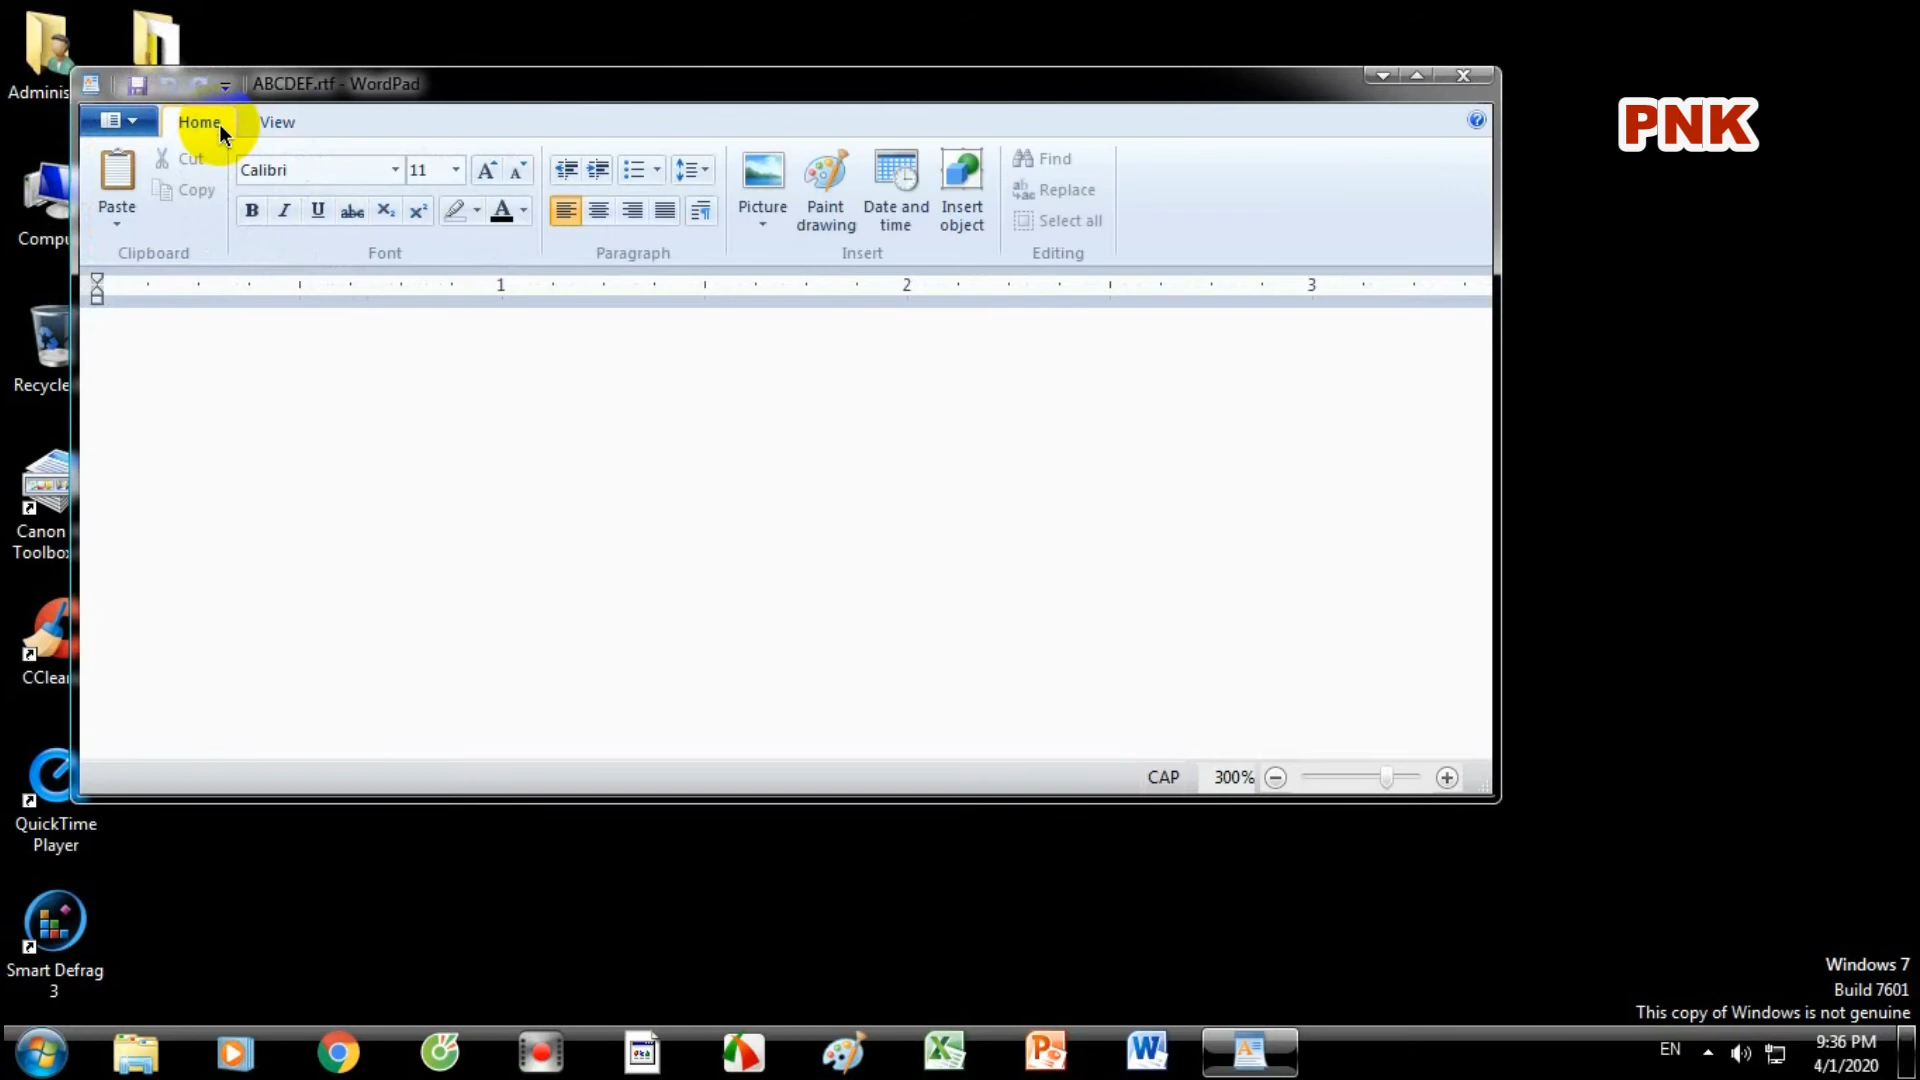 Adminis
ABCDEF.rtf - WordPad
PNK
Home
View
Cut
Copy
Paste
Calibri
11
B I U abc X₂ X² A
Picture
Paint drawing
Date and time
Insert object
Find
Replace
Select all
Clipboard
Font
Paragraph
Insert
Editing
1 2 3
Compu
Recycle
Canon
Toolbo
CClea
CAP
300%
QuickTime
Player
Smart Defrag
3
Windows 7
Build 7601
This copy of Windows is not genuine
EN
9:36 PM
4/1/2020